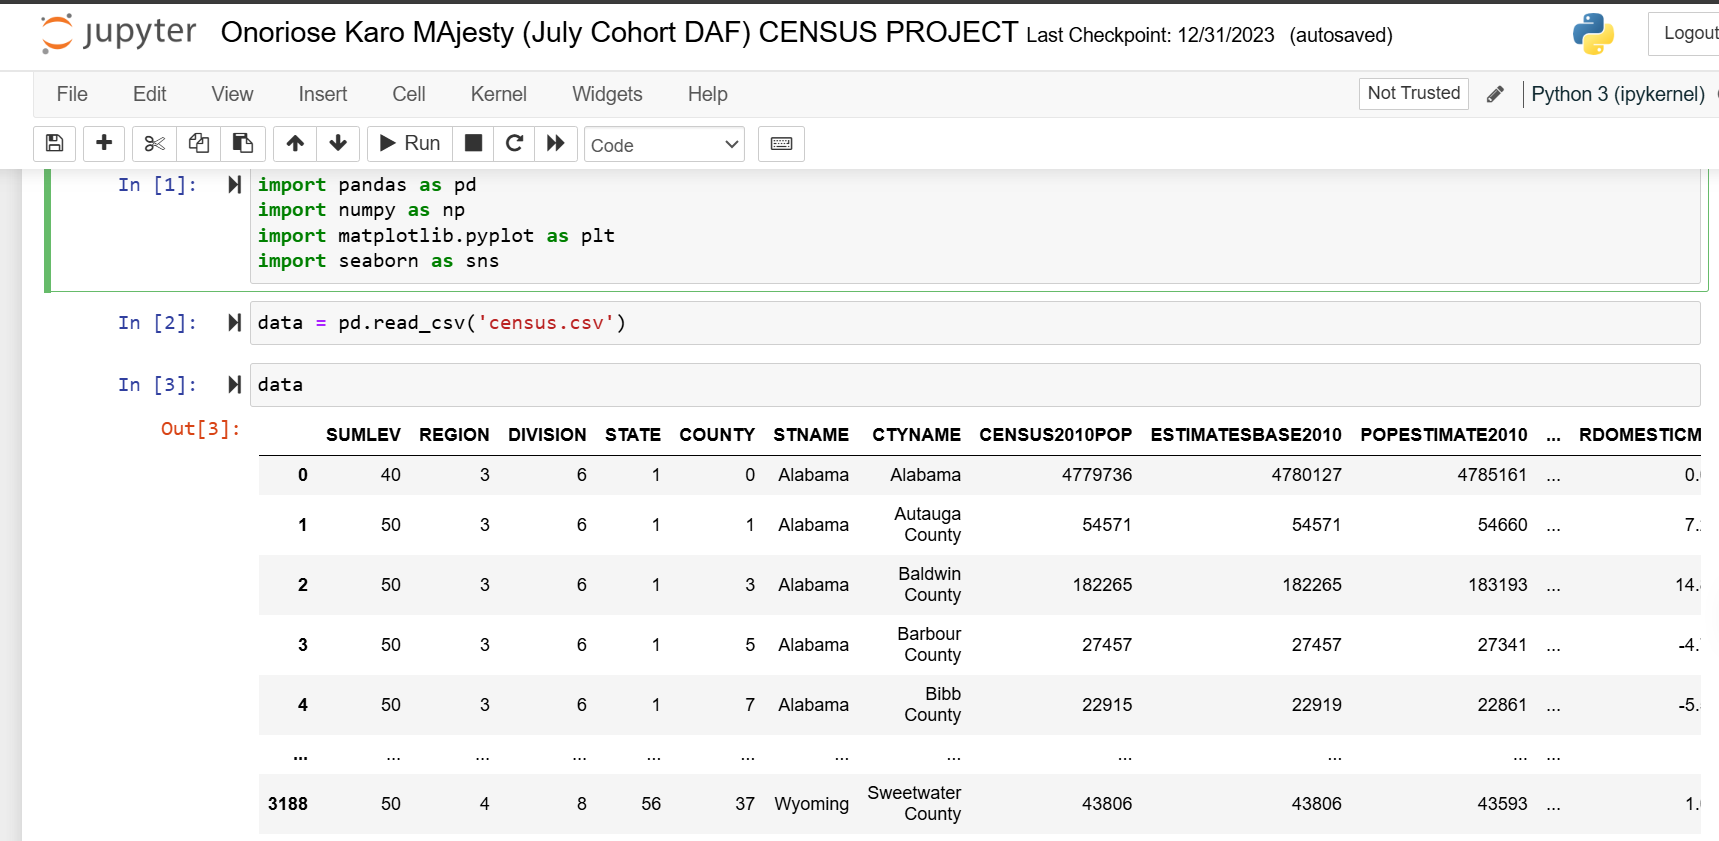 jupyter Onoriose Karo MAjesty (July Cohort DAF) CENSUS PROJECT Last Checkpoint: 12/31/2023 (autosaved) Logout
File Edit View Insert Cell Kernel Widgets Help Not Trusted Python 3 (ipykernel)
Run Code
In [1]: import pandas as pd
import numpy as np
import matplotlib.pyplot as plt
import seaborn as sns
In [2]: data = pd.read_csv('census.csv')
In [3]: data
Out[3]:
SUMLEV REGION DIVISION STATE COUNTY STNAME CTYNAME CENSUS2010POP ESTIMATESBASE2010 POPESTIMATE2010 ... RDOMESTICM
0 40 3 6 1 0 Alabama Alabama 4779736 4780127 4785161 ... 0.
1 50 3 6 1 1 Alabama Autauga County 54571 54571 54660 ... 7.
2 50 3 6 1 3 Alabama Baldwin County 182265 182265 183193 ... 14.
3 50 3 6 1 5 Alabama Barbour County 27457 27457 27341 ... -4.
4 50 3 6 1 7 Alabama Bibb County 22915 22919 22861 ... -5.
... ... ... ... ... ... ... ... ... ... ... ...
3188 50 4 8 56 37 Wyoming Sweetwater County 43806 43806 43593 ... 1.